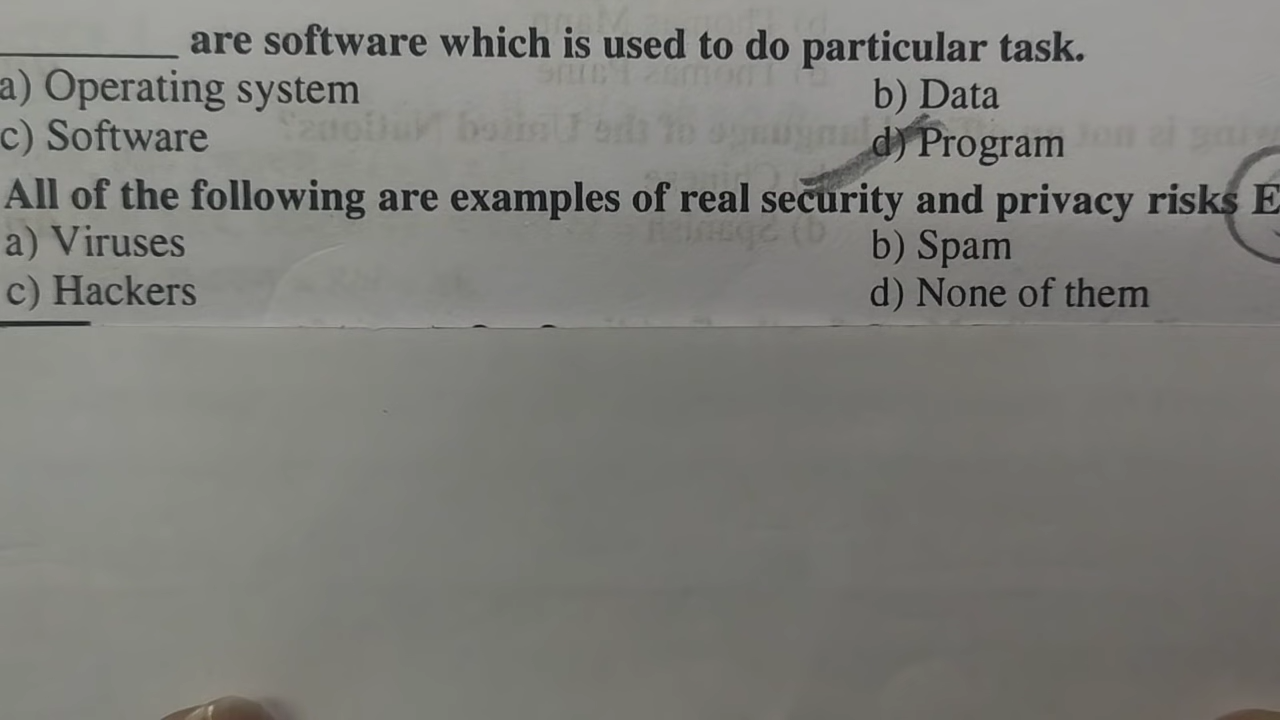 are software which is used to do particular task.
a) Operating system b) Data
c) Software d) Program
All of the following are examples of real security and privacy risks E
a) Viruses b) Spam
c) Hackers d) None of them